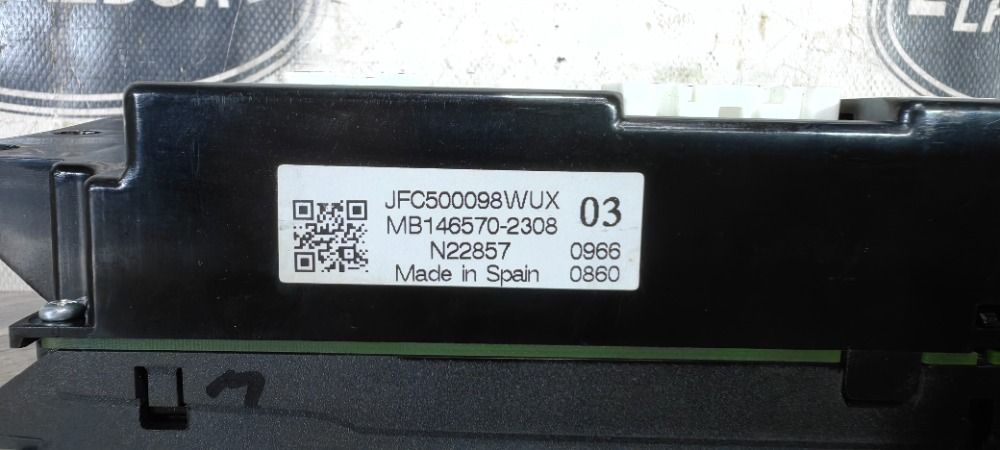 JFC500098WUX 03
MB146570-2308
N22857 0966
Made in Spain 0860